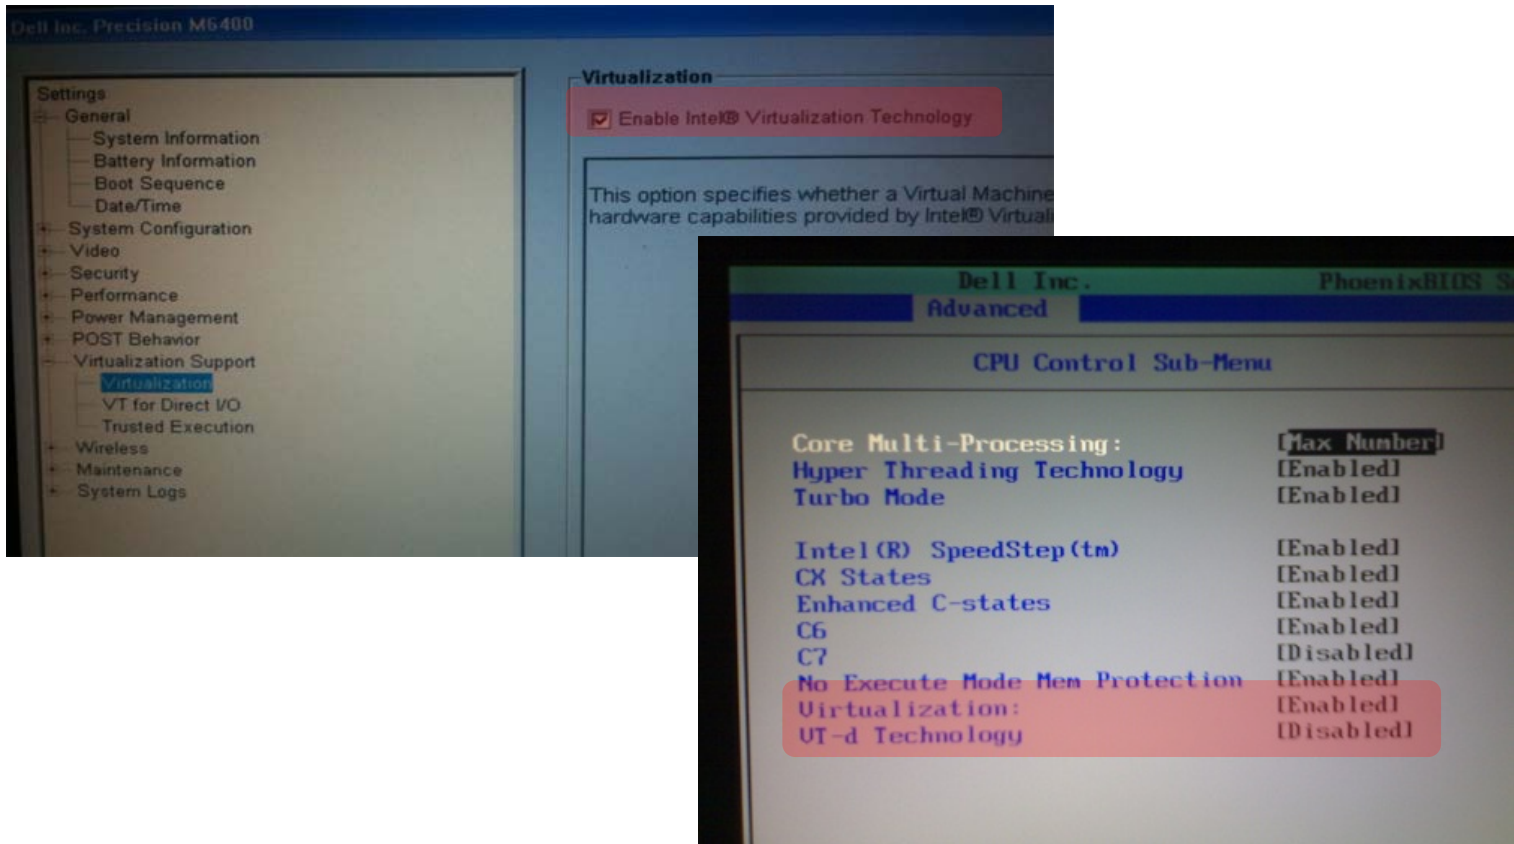 Dell Inc. Precision M6400
Settings
General
System Information
Battery Information
Boot Sequence
Date/Time
System Configuration
Video
Security
Performance
Power Management
POST Behavior
Virtualization Support
Virtualization
VT for Direct I/O
Trusted Execution
Wireless
Maintenance
System Logs
Virtualization
Enable Intel® Virtualization Technology
This option specifies whether a Virtual Machine
hardware capabilities provided by Intel® Virtuali
Dell Inc. PhoenixBIOS S
Advanced
CPU Control Sub-Menu
Core Multi-Processing: [Max Number]
Hyper Threading Technology [Enabled]
Turbo Mode [Enabled]
Intel(R) SpeedStep(tm) [Enabled]
CX States [Enabled]
Enhanced C-states [Enabled]
C6 [Enabled]
C7 [Disabled]
No Execute Mode Mem Protection [Enabled]
Virtualization: [Enabled]
VT-d Technology [Disabled]